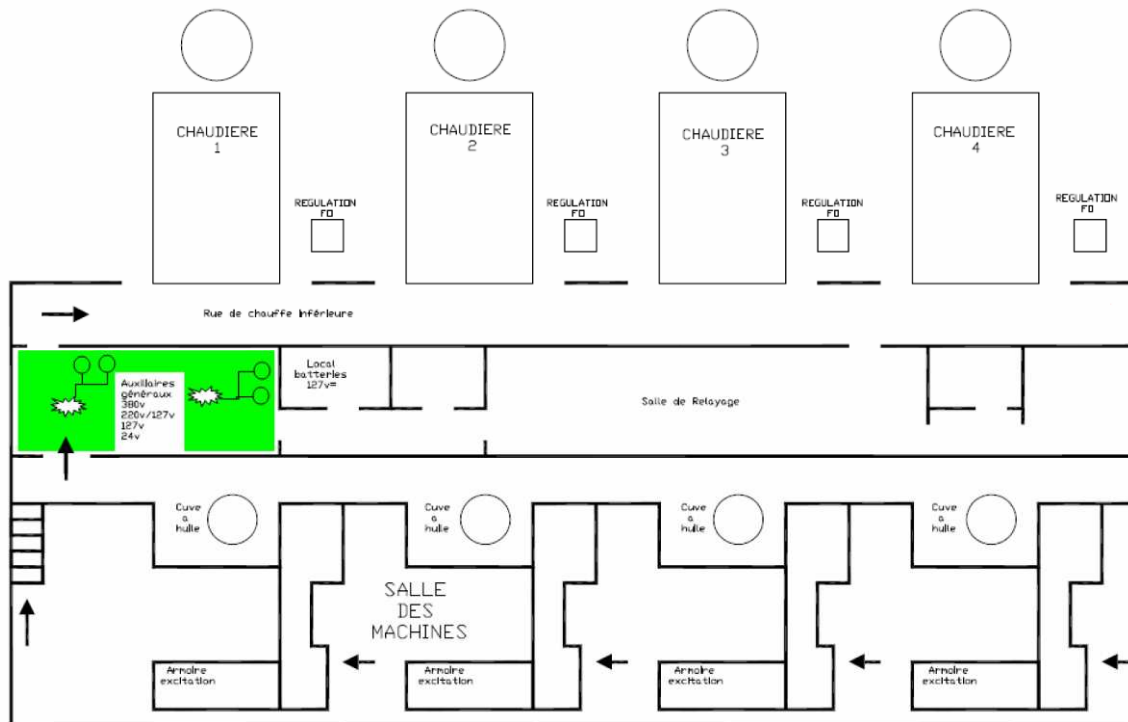 CHAUDIERE
1
CHAUDIERE
2
CHAUDIERE
3
CHAUDIERE
4
REGULATION
FO
REGULATION
FO
REGULATION
FO
REGULATION
FO
Rue de chauffe inférieure
Auxiliaires
généraux
380v
220v/127v
127v
24v
Local
batteries
127v=
Salle de Relayage
Cuve
a
huile
Cuve
a
huile
Cuve
a
huile
Cuve
a
huile
SALLE
DES
MACHINES
Armoire
excitation
Armoire
excitation
Armoire
excitation
Armoire
excitation